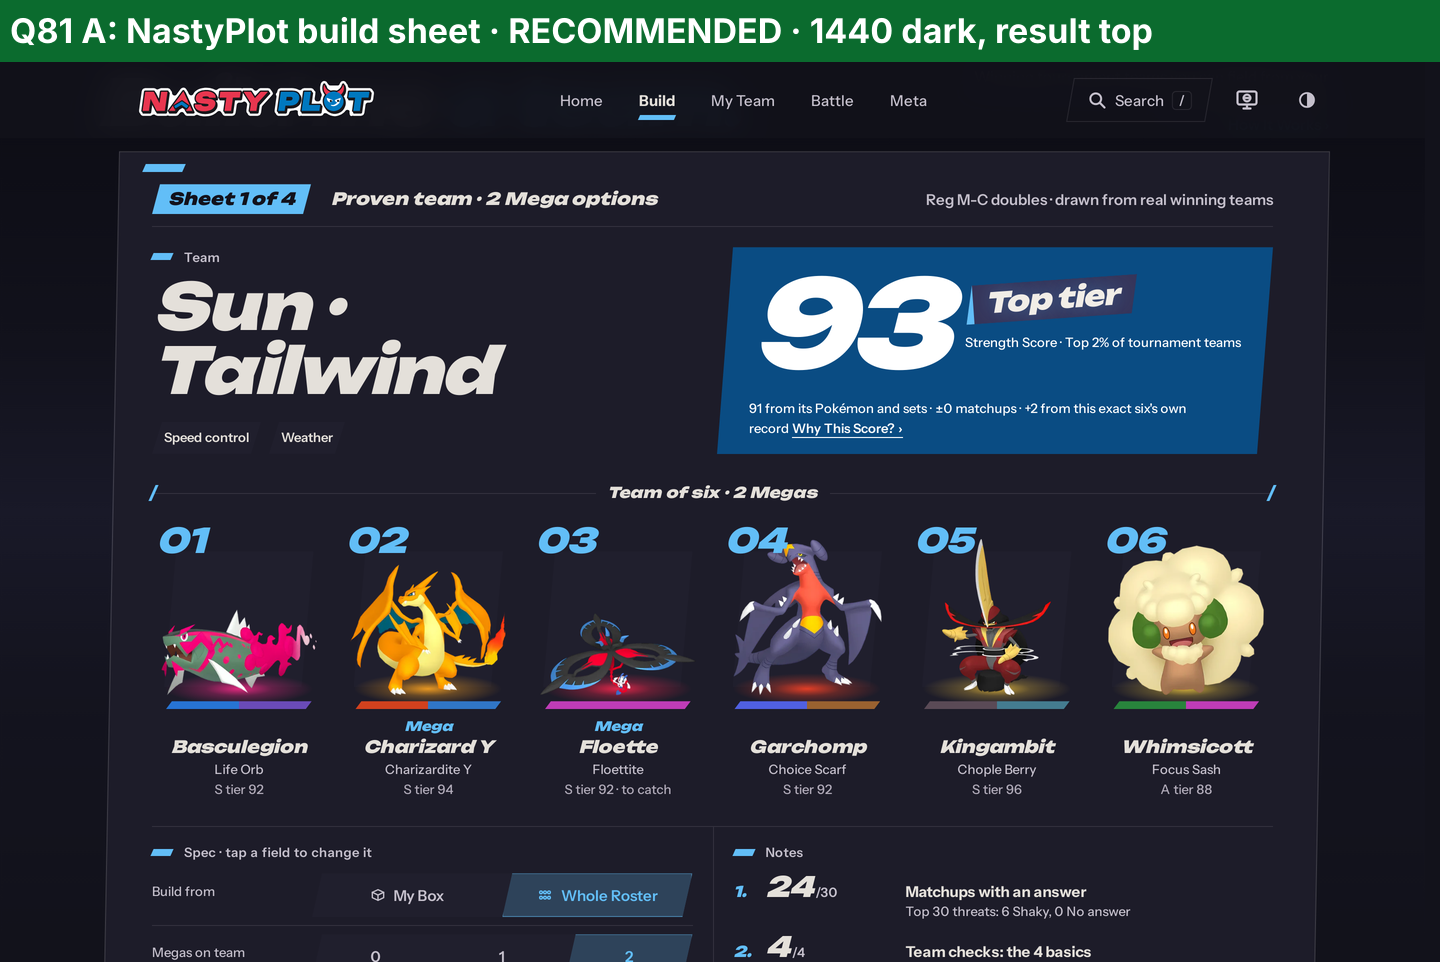 Q81 A: NastyPlot build sheet · RECOMMENDED · 1440 dark, result top
NASTY PLOT
Home
Build
My Team
Battle
Meta
Search /
Sheet 1 of 4
Proven team · 2 Mega options
Reg M-C doubles · drawn from real winning teams
Team
Sun ·
Tailwind
Speed control
Weather
93
Top tier
Strength Score · Top 2% of tournament teams
91 from its Pokémon and sets · ±0 matchups · +2 from this exact six's own
record Why This Score? ›
Team of six · 2 Megas
01
Basculegion
Life Orb
S tier 92
02
Mega
Charizard Y
Charizardite Y
S tier 94
03
Mega
Floette
Floettite
S tier 92 · to catch
04
Garchomp
Choice Scarf
S tier 92
05
Kingambit
Chople Berry
S tier 96
06
Whimsicott
Focus Sash
A tier 88
Spec · tap a field to change it
Build from
My Box
Whole Roster
Megas on team
0
1
2
Notes
1.
24/30
Matchups with an answer
Top 30 threats: 6 Shaky, 0 No answer
2.
4/4
Team checks: the 4 basics